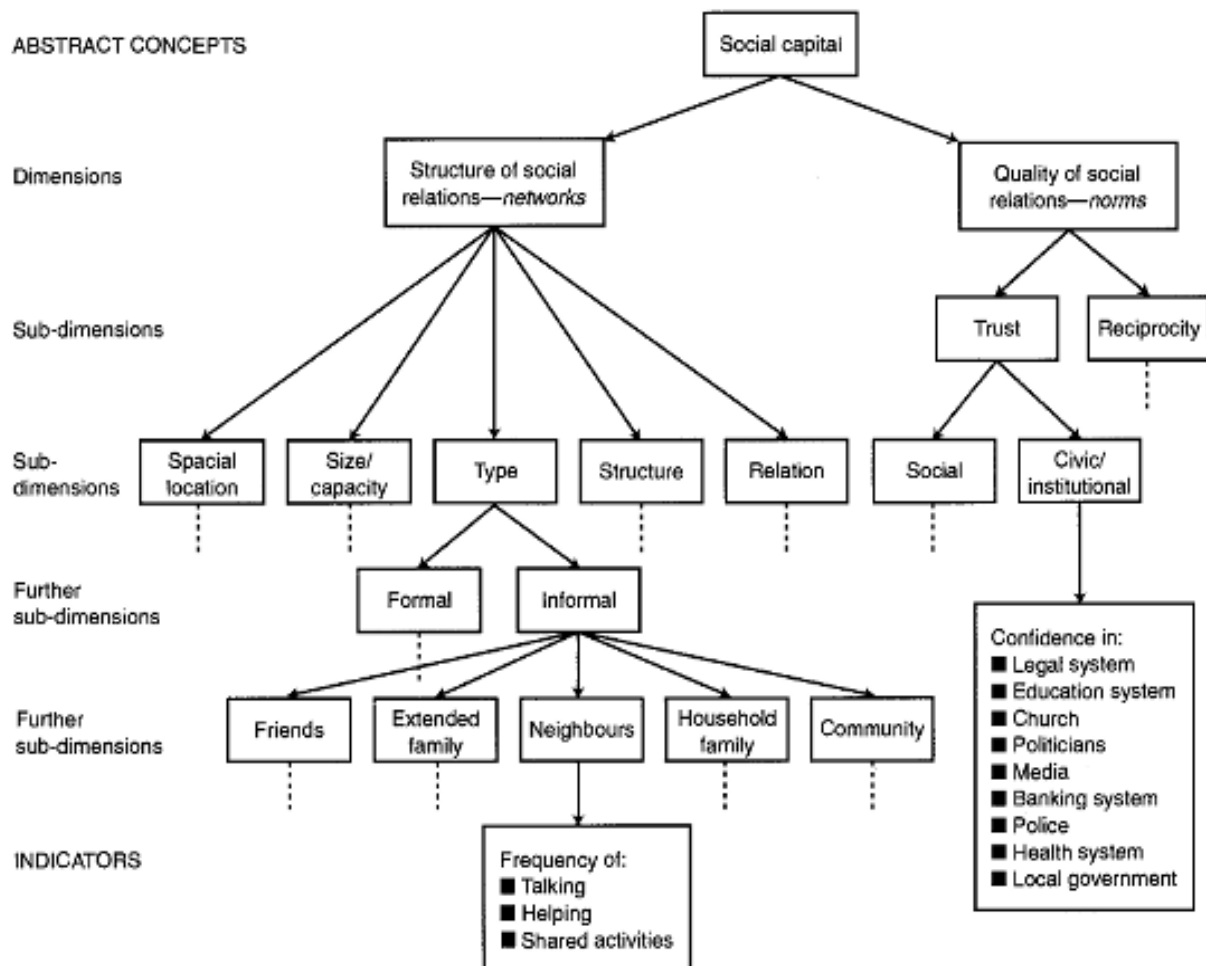 ABSTRACT CONCEPTS
Social capital
Dimensions
Structure of social
relations—networks
Quality of social
relations—norms
Sub-dimensions
Trust
Reciprocity
Sub-
dimensions
Spacial
location
Size/
capacity
Type
Structure
Relation
Social
Civic/
institutional
Further
sub-dimensions
Formal
Informal
Further
sub-dimensions
Friends
Extended
family
Neighbours
Household
family
Community
Confidence in:
■ Legal system
■ Education system
■ Church
■ Politicians
■ Media
■ Banking system
■ Police
■ Health system
■ Local government
INDICATORS
Frequency of:
■ Talking
■ Helping
■ Shared activities